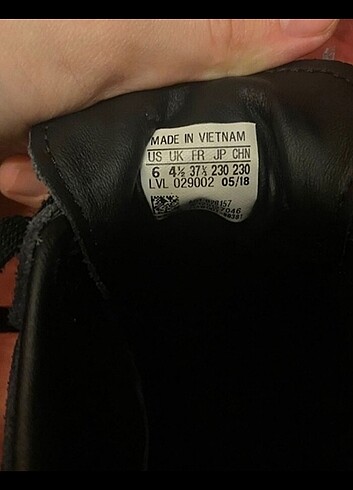 MADE IN VIETNAM
US UK FR JP CHN
6 4½ 37⅓ 230 230
LVL 029002 05/18